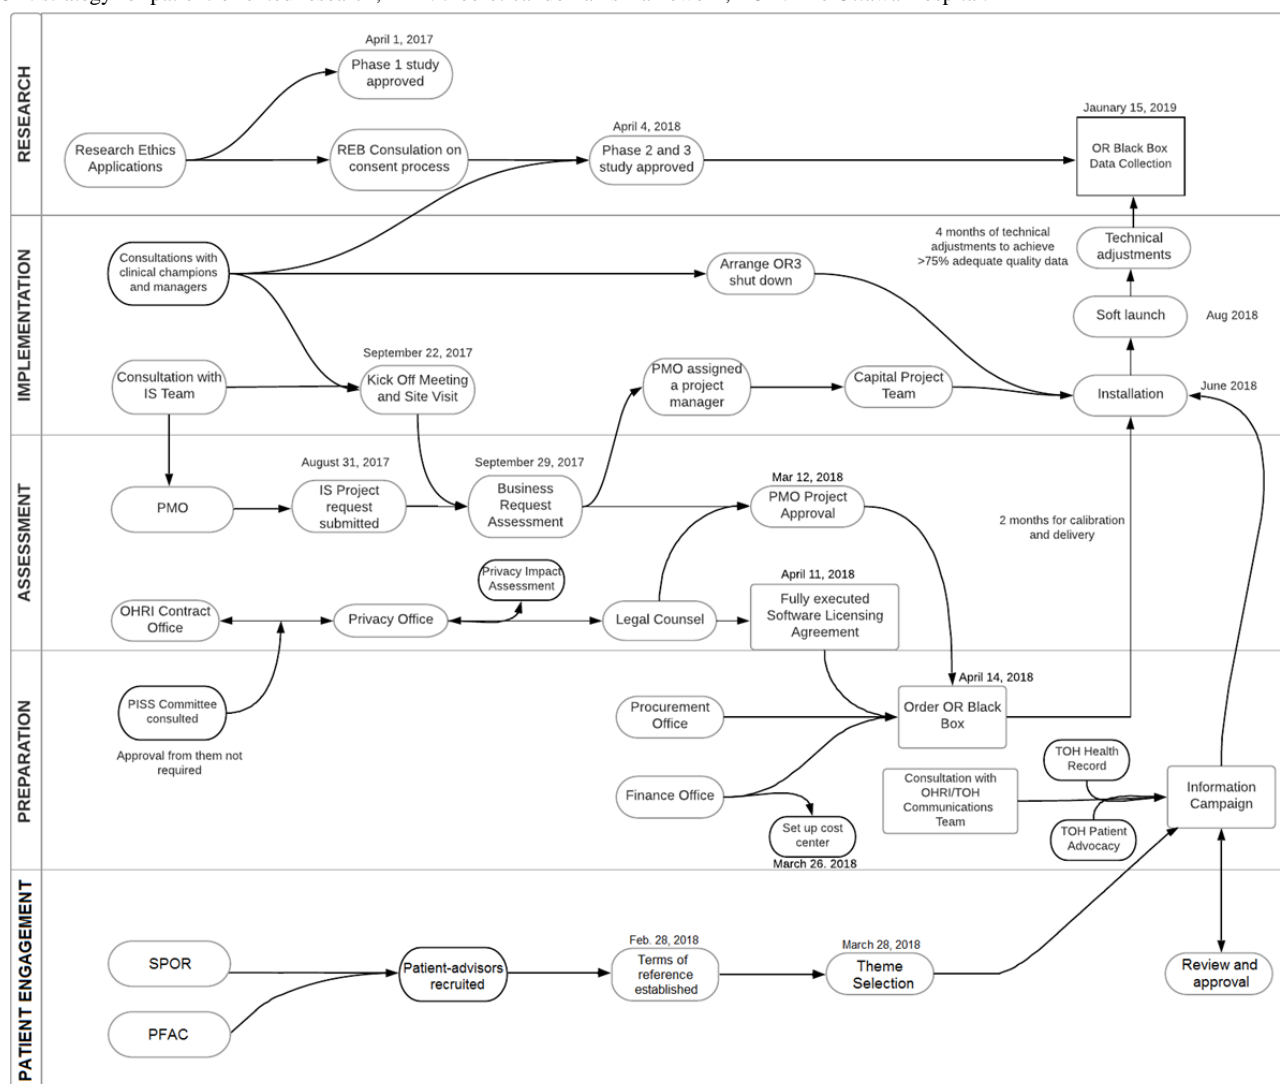 RESEARCH
April 1, 2017
Phase 1 study
approved
Research Ethics
Applications
REB Consulation on
consent process
April 4, 2018
Phase 2 and 3
study approved
Jaunary 15, 2019
OR Black Box
Data Collection
IMPLEMENTATION
Consultations with
clinical champions
and managers
Arrange OR3
shut down
4 months of technical
adjustments to achieve
>75% adequate quality data
Technical
adjustments
Soft launch
Aug 2018
Consultation with
IS Team
September 22, 2017
Kick Off Meeting
and Site Visit
PMO assigned
a project
manager
Capital Project
Team
Installation
June 2018
ASSESSMENT
PMO
August 31, 2017
IS Project
request
submitted
September 29, 2017
Business
Request
Assessment
Mar 12, 2018
PMO Project
Approval
2 months for calibration
and delivery
Privacy Impact
Assessment
OHRI Contract
Office
Privacy Office
Legal Counsel
April 11, 2018
Fully executed
Software Licensing
Agreement
PREPARATION
PISS Committee
consulted
Approval from them not
required
Procurement
Office
April 14, 2018
Order OR Black
Box
Finance Office
Set up cost
center
March 26. 2018
Consultation with
OHRI/TOH
Communications
Team
TOH Health
Record
TOH Patient
Advocacy
Information
Campaign
PATIENT ENGAGEMENT
SPOR
PFAC
Patient-advisors
recruited
Feb. 28, 2018
Terms of
reference
established
March 28, 2018
Theme
Selection
Review and
approval